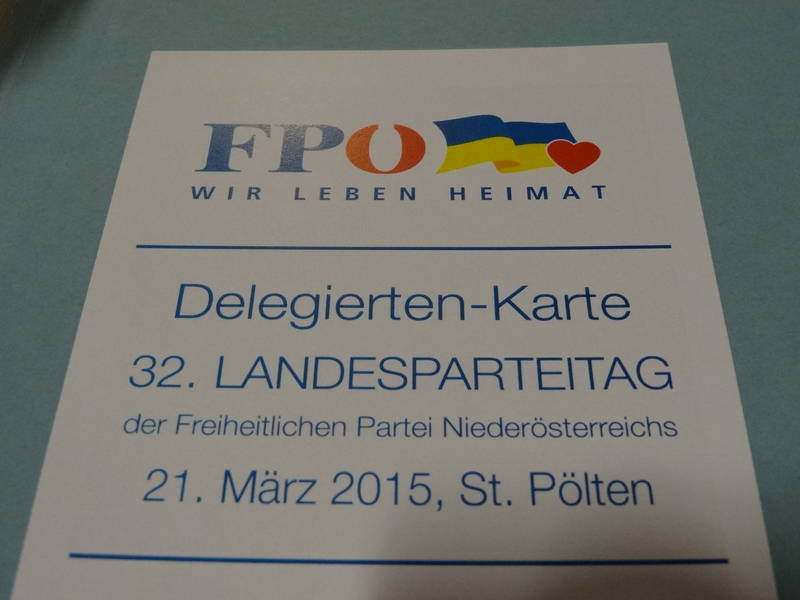 FPÖ
WIR LEBEN HEIMAT
Delegierten-Karte
32. LANDESPARTEITAG
der Freiheitlichen Partei Niederösterreichs
21. März 2015, St. Pölten